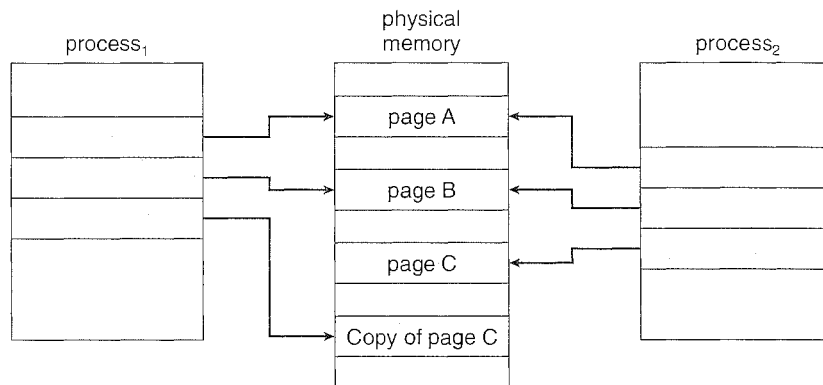 physical
memory
process₁
process₂
page A
page B
page C
Copy of page C